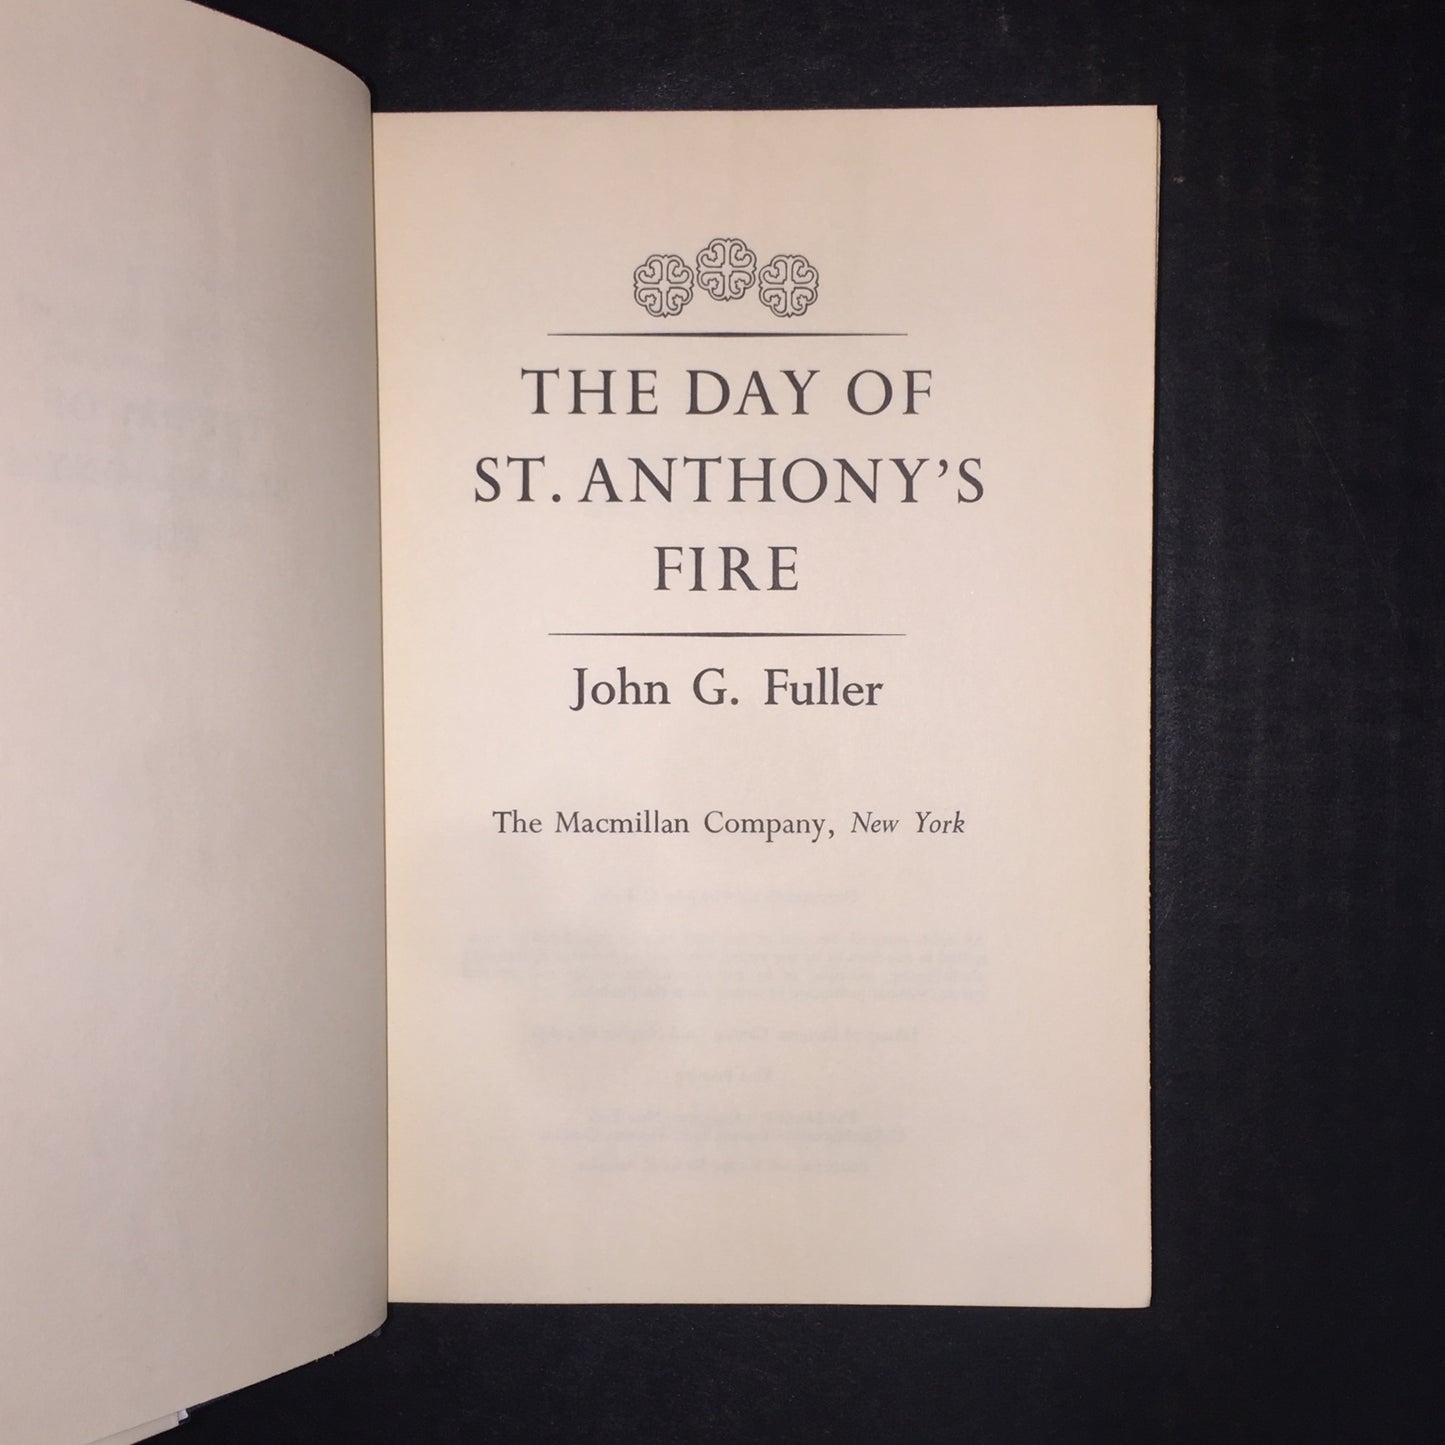 THE DAY OF
ST. ANTHONY'S
FIRE
John G. Fuller
The Macmillan Company, New York